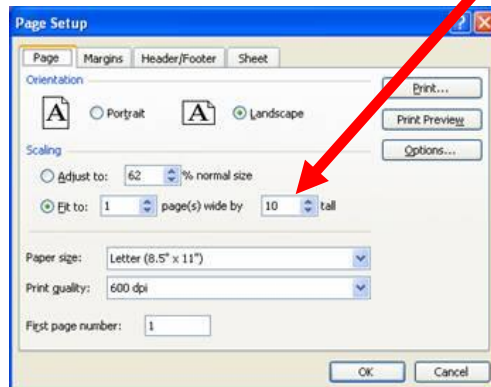 Page Setup ?
Page Margins Header/Footer Sheet
Orientation
A Portrait A Landscape
Print...
Print Preview
Options...
Scaling
Adjust to: 62 % normal size
Fit to: 1 page(s) wide by 10 tall
Paper size: Letter (8.5" x 11")
Print quality: 600 dpi
First page number: 1
OK Cancel